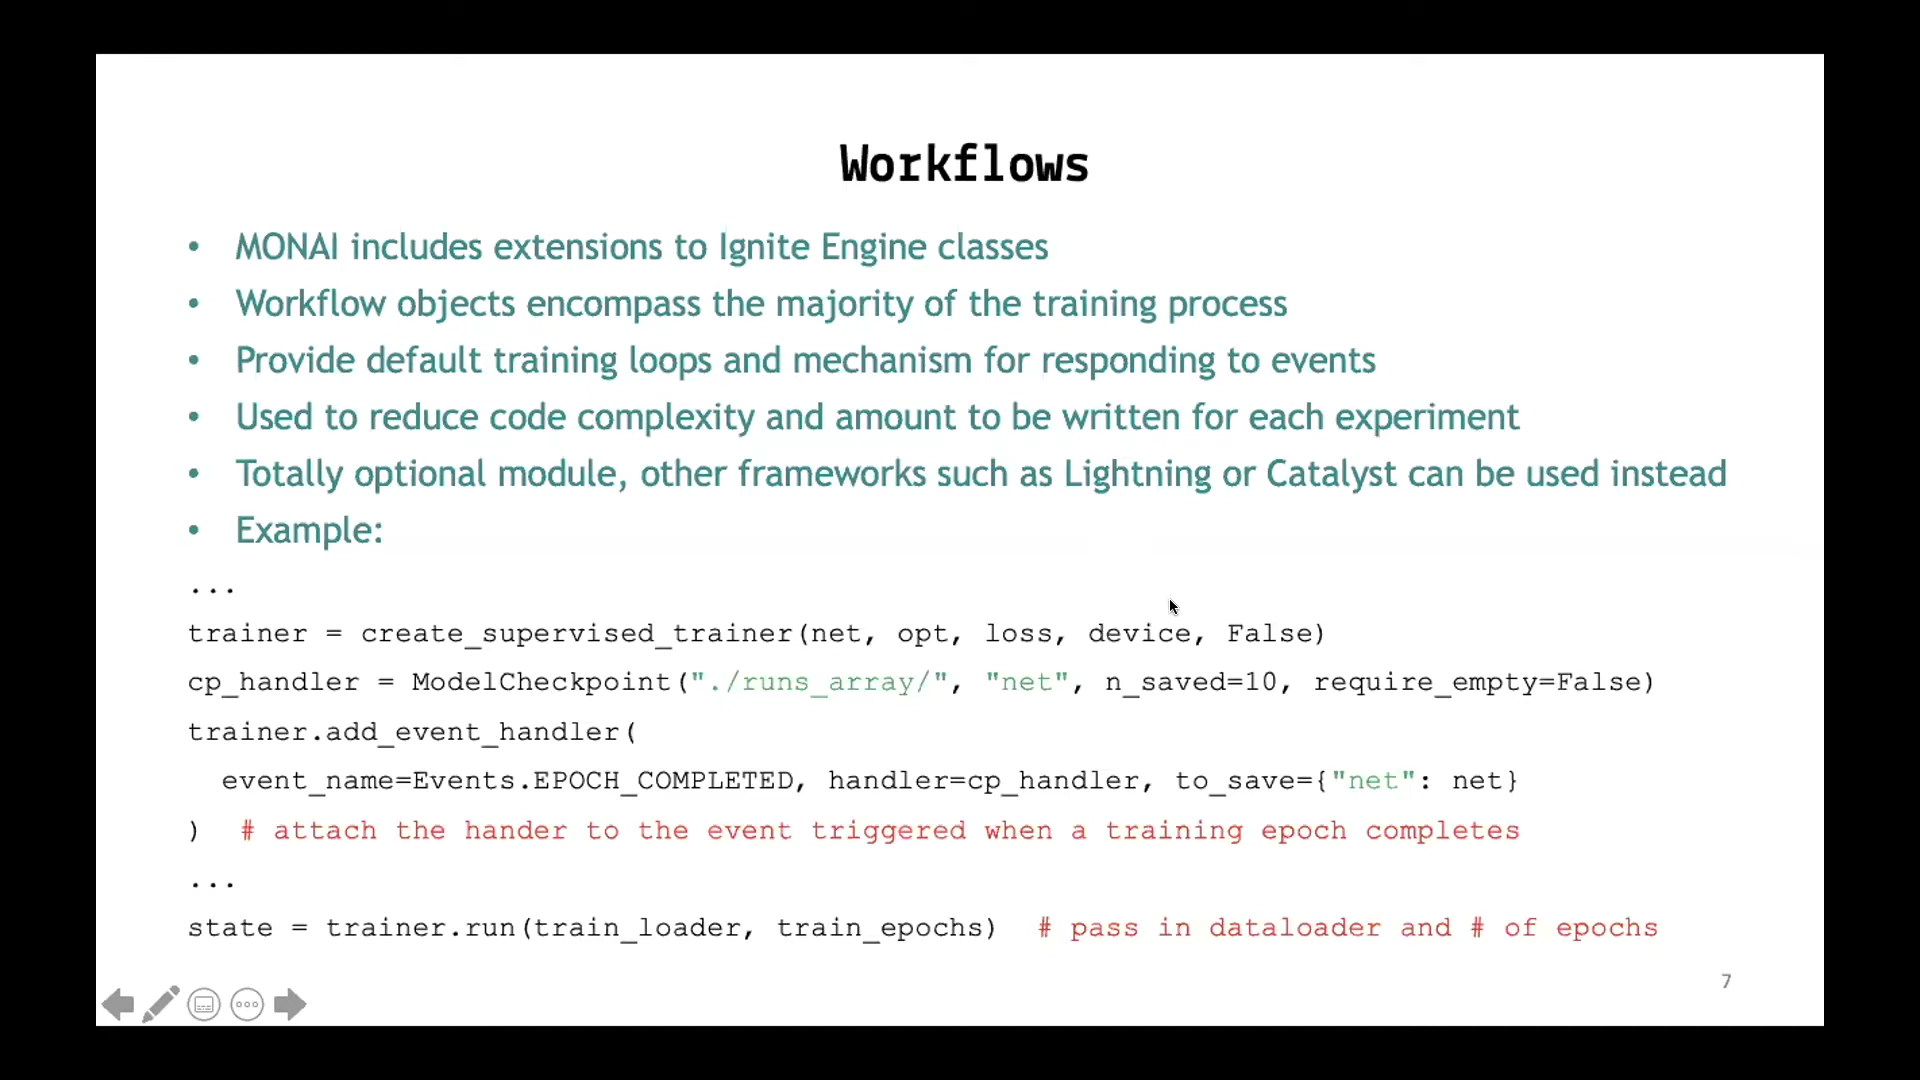 Workflows
• MONAI includes extensions to Ignite Engine classes
• Workflow objects encompass the majority of the training process
• Provide default training loops and mechanism for responding to events
• Used to reduce code complexity and amount to be written for each experiment
• Totally optional module, other frameworks such as Lightning or Catalyst can be used instead
• Example:
...
trainer = create_supervised_trainer(net, opt, loss, device, False)
cp_handler = ModelCheckpoint("./runs_array/", "net", n_saved=10, require_empty=False)
trainer.add_event_handler(
  event_name=Events.EPOCH_COMPLETED, handler=cp_handler, to_save={"net": net}
)  # attach the hander to the event triggered when a training epoch completes
...
state = trainer.run(train_loader, train_epochs)  # pass in dataloader and # of epochs
7